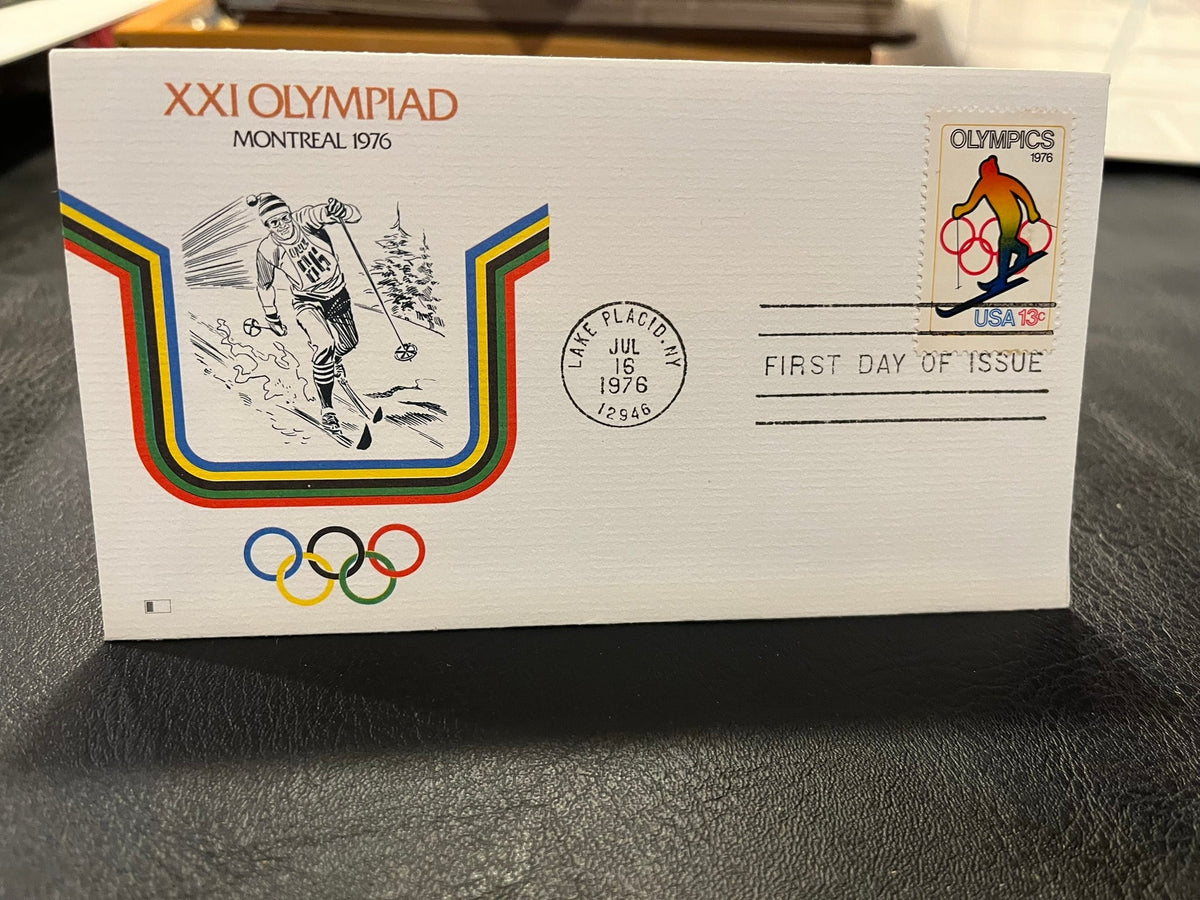 XXI OLYMPIAD
MONTREAL 1976
OLYMPICS
1976
USA 13c
LAKE PLACID, NY
JUL
16
1976
12946
FIRST DAY OF ISSUE